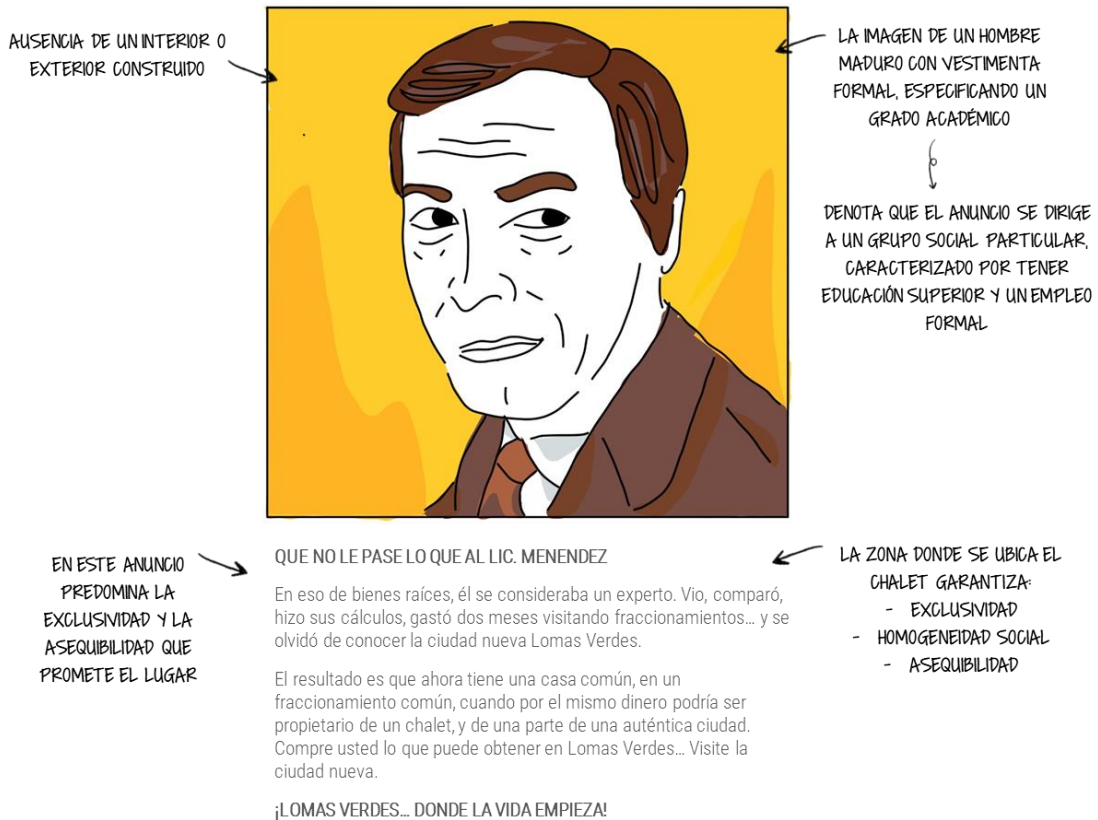 AUSENCIA DE UN INTERIOR O
EXTERIOR CONSTRUIDO
LA IMAGEN DE UN HOMBRE
MADURO CON VESTIMENTA
FORMAL, ESPECIFICANDO UN
GRADO ACADÉMICO
DENOTA QUE EL ANUNCIO SE DIRIGE
A UN GRUPO SOCIAL PARTICULAR,
CARACTERIZADO POR TENER
EDUCACIÓN SUPERIOR Y UN EMPLEO
FORMAL
EN ESTE ANUNCIO
PREDOMINA LA
EXCLUSIVIDAD Y LA
ASEQUIBILIDAD QUE
PROMETE EL LUGAR
QUE NO LE PASE LO QUE AL LIC. MENENDEZ
En eso de bienes raíces, él se consideraba un experto. Vio, comparó,
hizo sus cálculos, gastó dos meses visitando fraccionamientos... y se
olvidó de conocer la ciudad nueva Lomas Verdes.
El resultado es que ahora tiene una casa común, en un
fraccionamiento común, cuando por el mismo dinero podría ser
propietario de un chalet, y de una parte de una auténtica ciudad.
Compre usted lo que puede obtener en Lomas Verdes... Visite la
ciudad nueva.
¡LOMAS VERDES... DONDE LA VIDA EMPIEZA!
LA ZONA DONDE SE UBICA EL
CHALET GARANTIZA:
- EXCLUSIVIDAD
- HOMOGENEIDAD SOCIAL
- ASEQUIBILIDAD